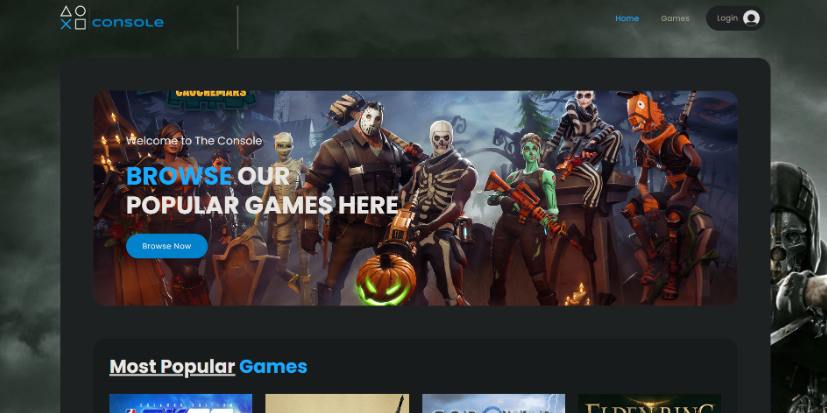 console
Home
Games
Login
CAUCHEMARS
Welcome to The Console
BROWSE OUR
POPULAR GAMES HERE
Browse Now
Most Popular Games
ELDEN RING